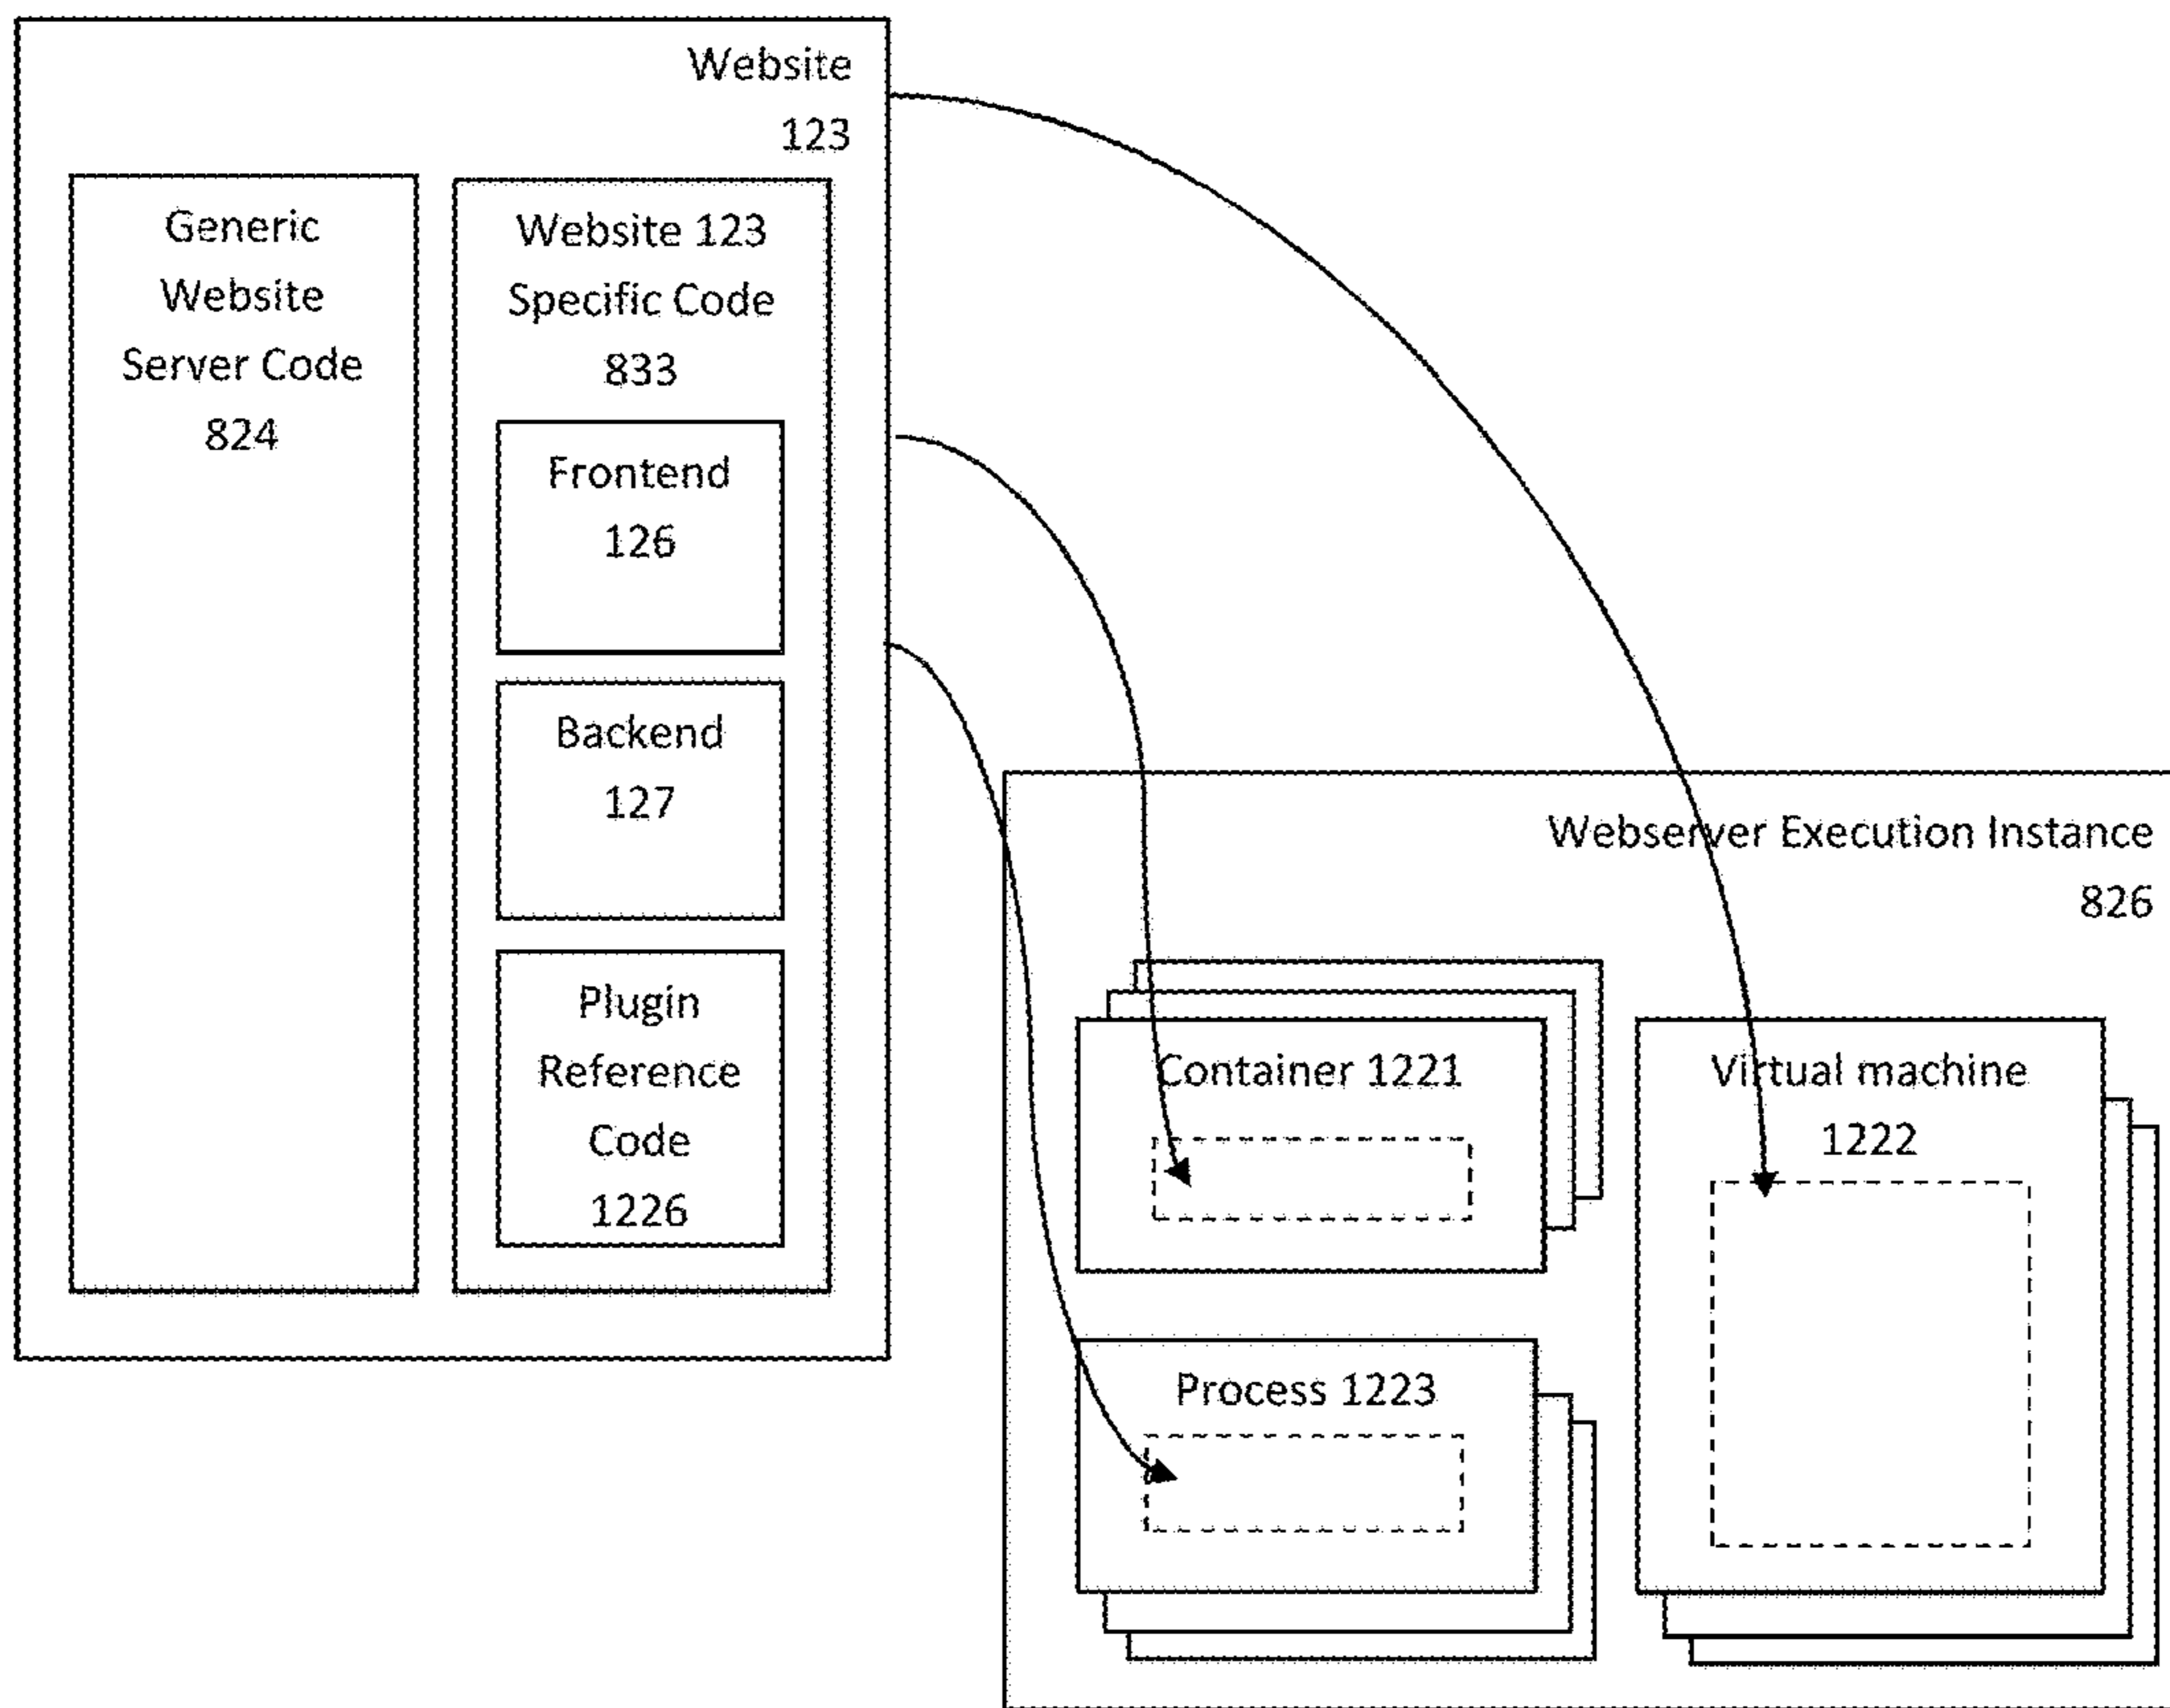 Website
123
Generic
Website
Server Code
824
Website 123
Specific Code
833
Frontend
126
Backend
127
Plugin
Reference
Code
1226
Webserver Execution Instance
826
Container 1221
Virtual machine
1222
Process 1223